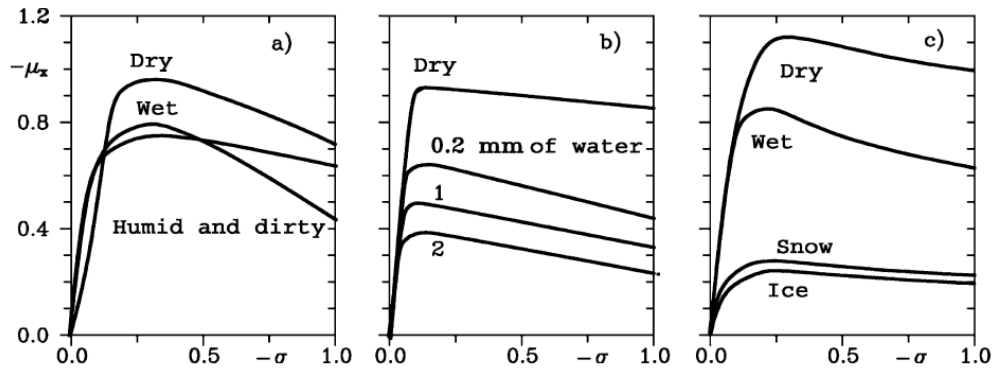 1.2
-μx
0.8
0.4
0.0
a)
Dry
Wet
Humid and dirty
0.0
0.5
-σ
1.0
b)
Dry
0.2 mm of water
1
2
0.0
0.5
-σ
1.0
c)
Dry
Wet
Snow
Ice
0.0
0.5
-σ
1.0